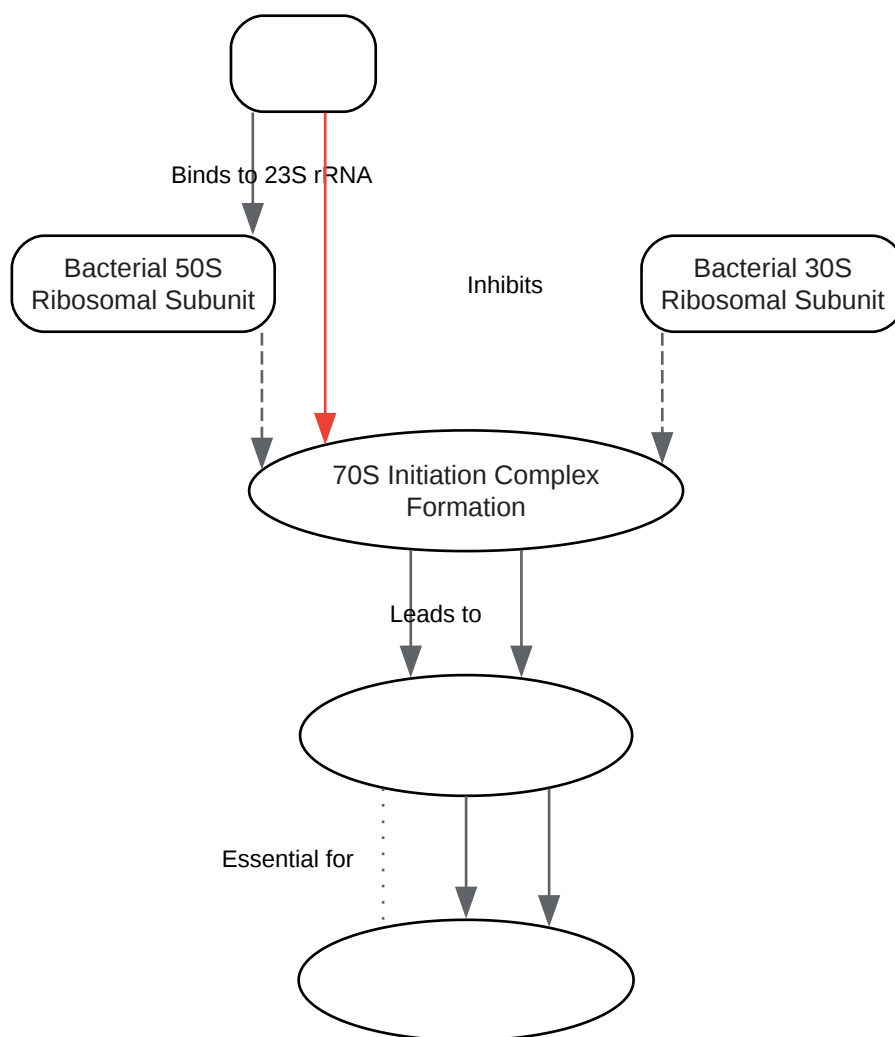 Binds to 23S rRNA
Bacterial 50S
Ribosomal Subunit
Inhibits
Bacterial 30S
Ribosomal Subunit
70S Initiation Complex
Formation
Leads to
Essential for